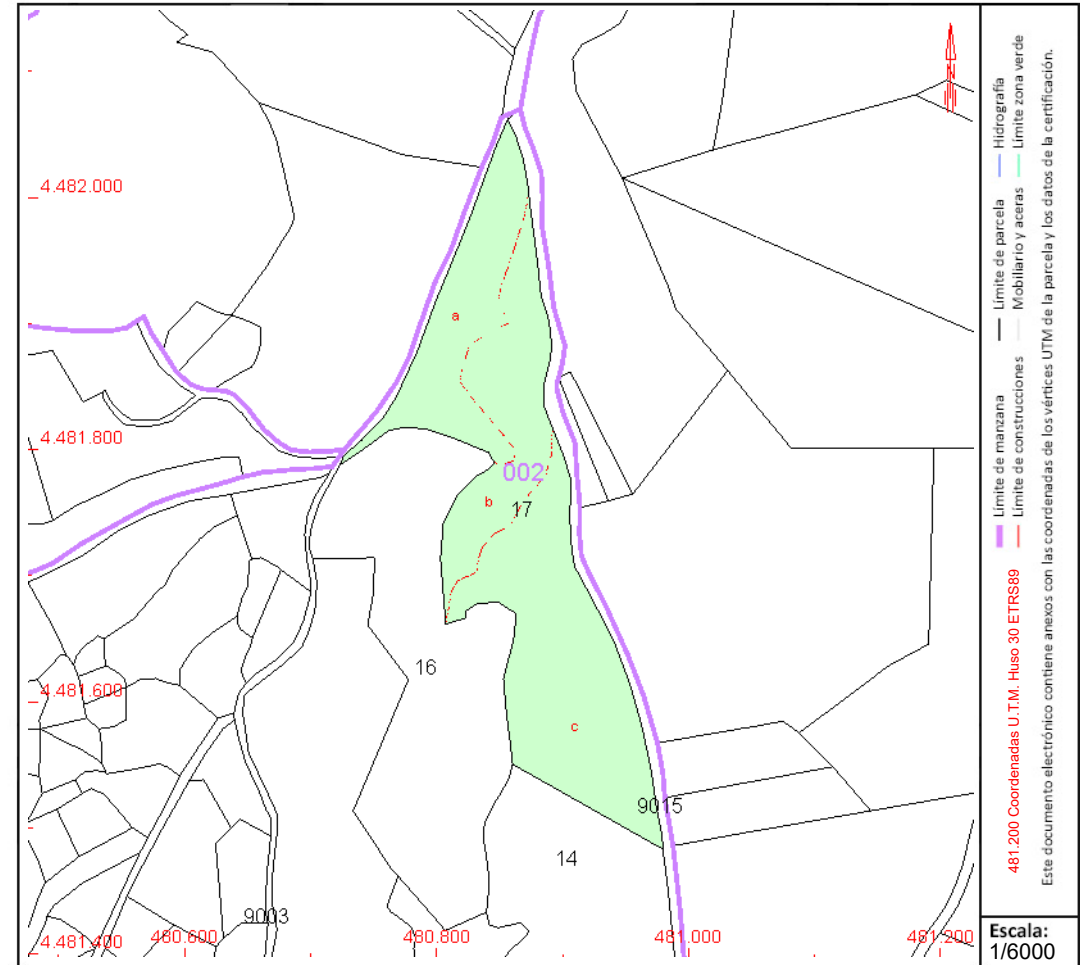 4.482.000
a
4.481.800
002
b
17
16
4.481.600
c
9015
14
9003
4.481.400
480.600
480.800
481.000
481.200
N
Límite de manzana
Límite de parcela
Hidrografía
Límite de construcciones
Mobiliario y aceras
Límite zona verde
481.200 Coordenadas U.T.M. Huso 30 ETRS89
Este documento electrónico contiene anexos con las coordenadas de los vértices UTM de la parcela y los datos de la certificación.
Escala:
1/6000